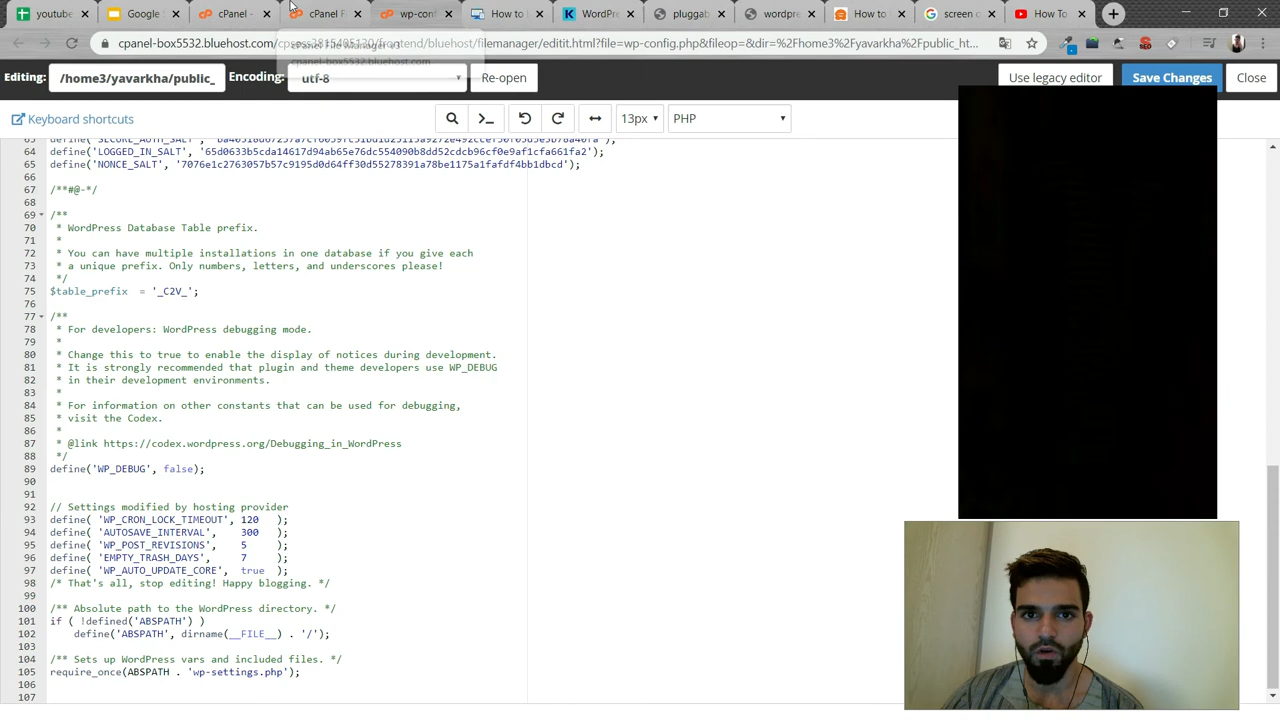 youtube
Google
cPanel -
cPanel F
wp-conf
How to I
WordPre
pluggab
wordpre
How to
screen o
How To
cpanel-box5532.bluehost.com/cpsess2815485130/frontend/bluehost/filemanager/editit.html?file=wp-config.php&fileop=&dir=%2Fhome3%2Fyavarkha%2Fpublic_ht...
cPanel File Manager v3
cpanel-box5532.bluehost.com
Editing: /home3/yavarkha/public_ Encoding: utf-8 Re-open Use legacy editor Save Changes Close
Keyboard shortcuts 13px PHP
64 define('LOGGED_IN_SALT', '65d0633b5cda14617d94ab65e76dc554090b8dd52cdcb96cf0e9af1cfa661fa2');
65 define('NONCE_SALT', '7076e1c2763057b57c9195d0d64ff30d55278391a78be1175a1fafdf4bb1dbcd');
66
67 /**#@-*/
68
69 /**
70 * WordPress Database Table prefix.
71 *
72 * You can have multiple installations in one database if you give each
73 * a unique prefix. Only numbers, letters, and underscores please!
74 */
75 $table_prefix = '_C2V_';
76
77 /**
78 * For developers: WordPress debugging mode.
79 *
80 * Change this to true to enable the display of notices during development.
81 * It is strongly recommended that plugin and theme developers use WP_DEBUG
82 * in their development environments.
83 *
84 * For information on other constants that can be used for debugging,
85 * visit the Codex.
86 *
87 * @link https://codex.wordpress.org/Debugging_in_WordPress
88 */
89 define('WP_DEBUG', false);
90
91
92 // Settings modified by hosting provider
93 define( 'WP_CRON_LOCK_TIMEOUT', 120 );
94 define( 'AUTOSAVE_INTERVAL', 300 );
95 define( 'WP_POST_REVISIONS', 5 );
96 define( 'EMPTY_TRASH_DAYS', 7 );
97 define( 'WP_AUTO_UPDATE_CORE', true );
98 /* That's all, stop editing! Happy blogging. */
99
100 /** Absolute path to the WordPress directory. */
101 if ( !defined('ABSPATH') )
102 define('ABSPATH', dirname(__FILE__) . '/');
103
104 /** Sets up WordPress vars and included files. */
105 require_once(ABSPATH . 'wp-settings.php');
106
107